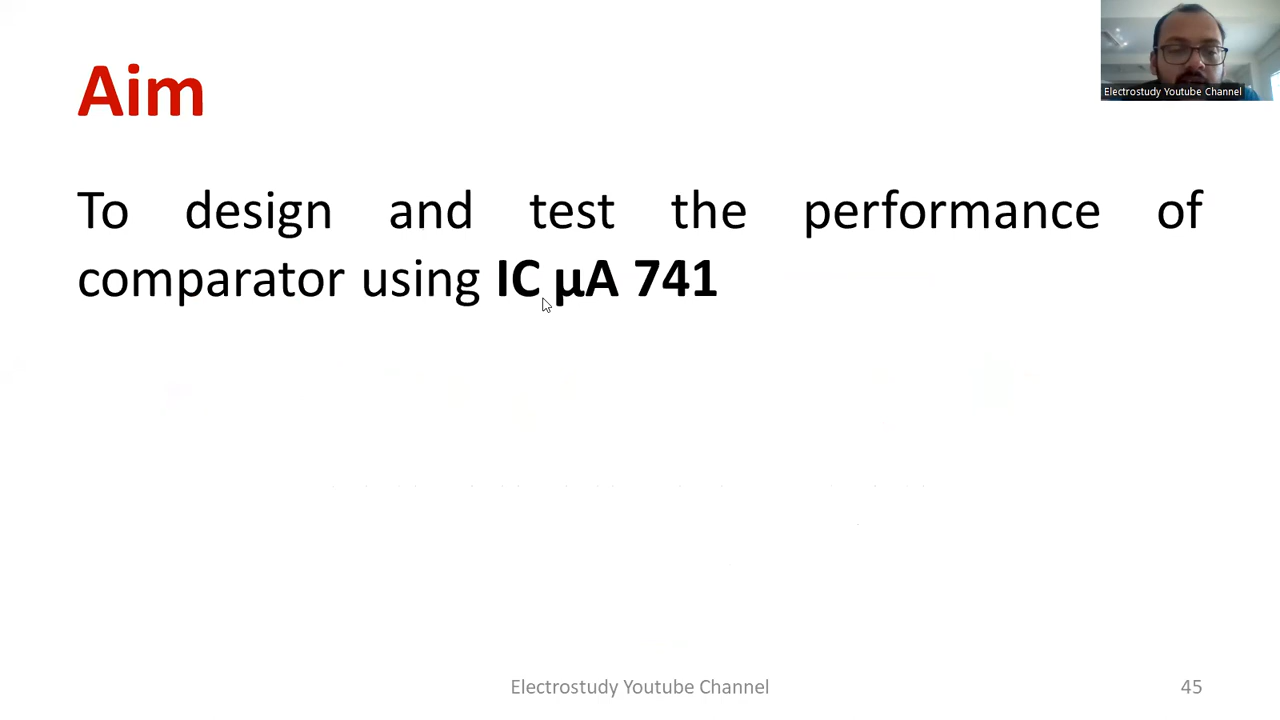 Electrostudy Youtube Channel
Aim
To design and test the performance of
comparator using IC µA 741
Electrostudy Youtube Channel
45